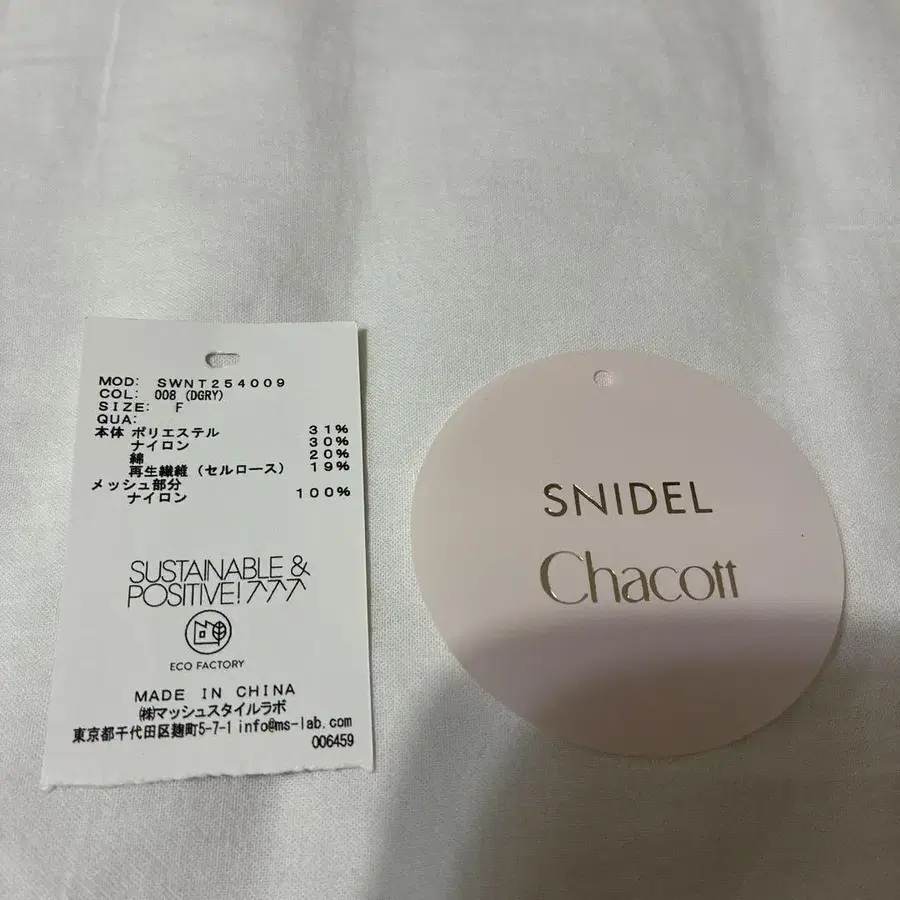 MOD: SWNT254009
COL: 008 (DGRY)
SIZE: F
QUA:
本体 ポリエステル 31%
ナイロン 30%
綿 20%
再生繊維 (セルロース) 19%
メッシュ部分
ナイロン 100%
SUSTAINABLE &
POSITIVE!
ECO FACTORY
MADE IN CHINA
㈱マッシュスタイルラボ
東京都千代田区麹町5-7-1 info@ms-lab.com
006459
SNIDEL
Chacott